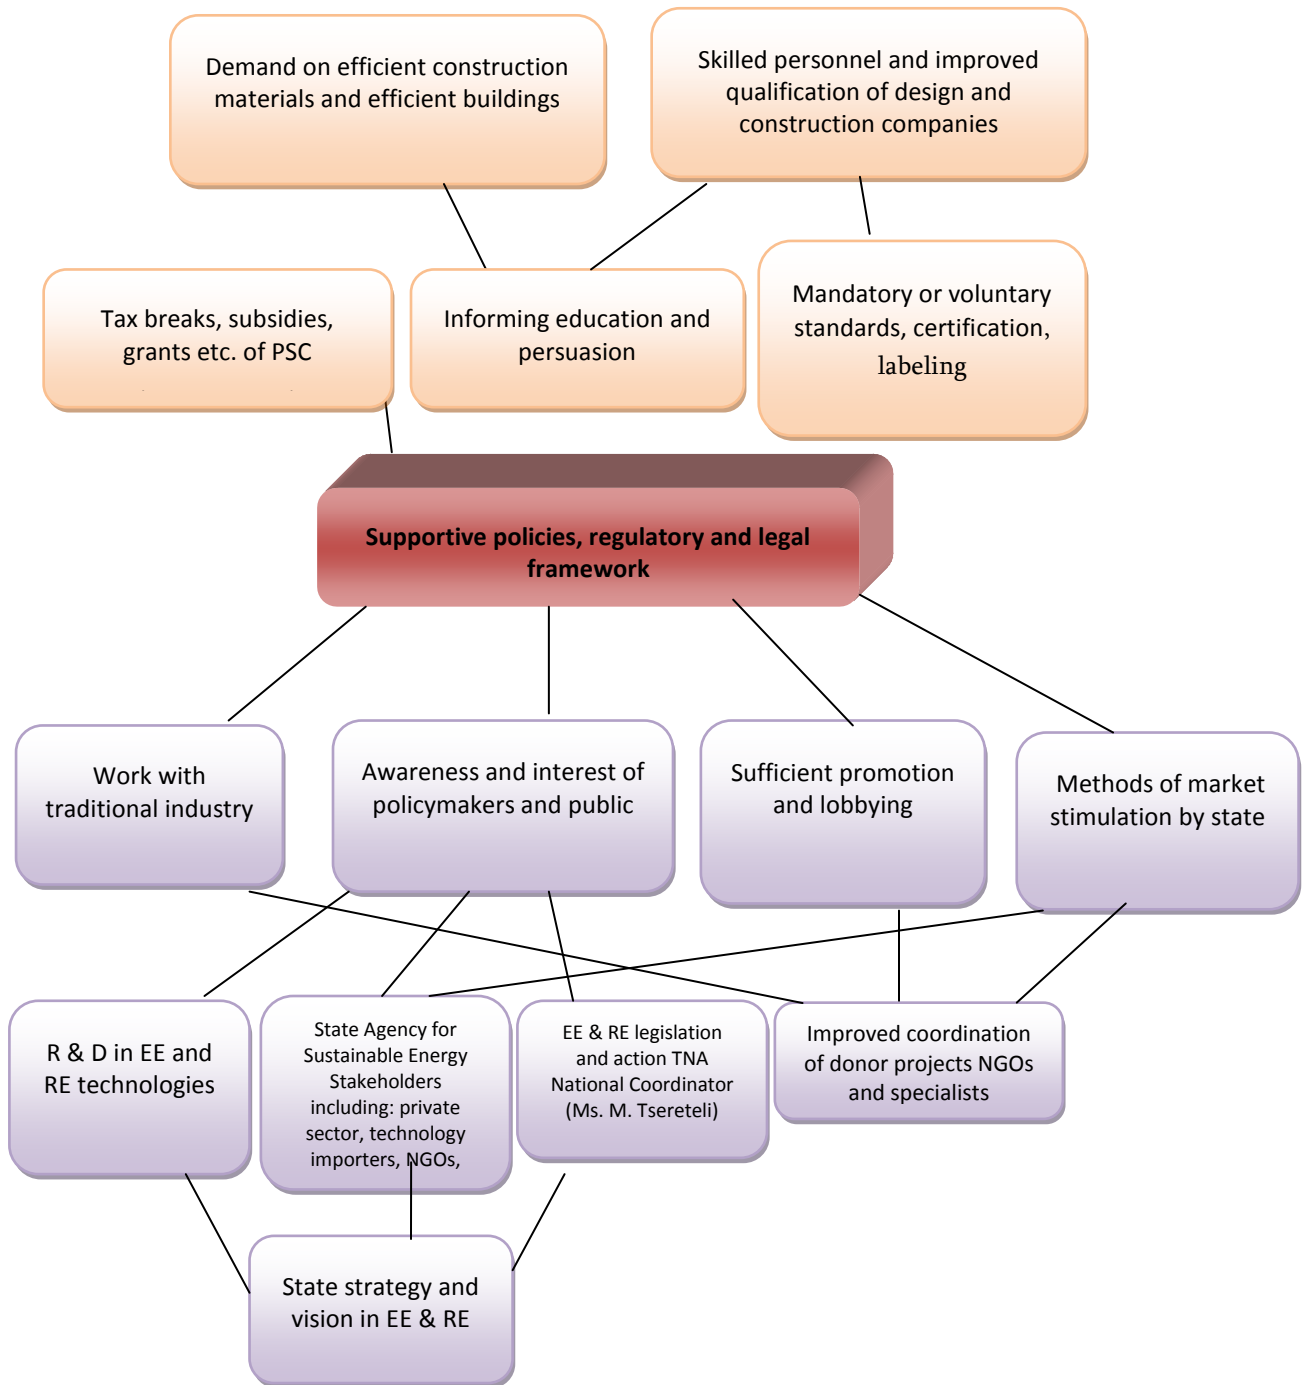 Demand on efficient construction
materials and efficient buildings
Skilled personnel and improved
qualification of design and
construction companies
Tax breaks, subsidies,
grants etc. of PSC
Informing education and
persuasion
Mandatory or voluntary
standards, certification,
labeling
Supportive policies, regulatory and legal
framework
Work with
traditional industry
Awareness and interest of
policymakers and public
Sufficient promotion
and lobbying
Methods of market
stimulation by state
R & D in EE and
RE technologies
State Agency for
Sustainable Energy
Stakeholders
including: private
sector, technology
importers, NGOs,
EE & RE legislation
and action TNA
National Coordinator
(Ms. M. Tsereteli)
Improved coordination
of donor projects NGOs
and specialists
State strategy and
vision in EE & RE